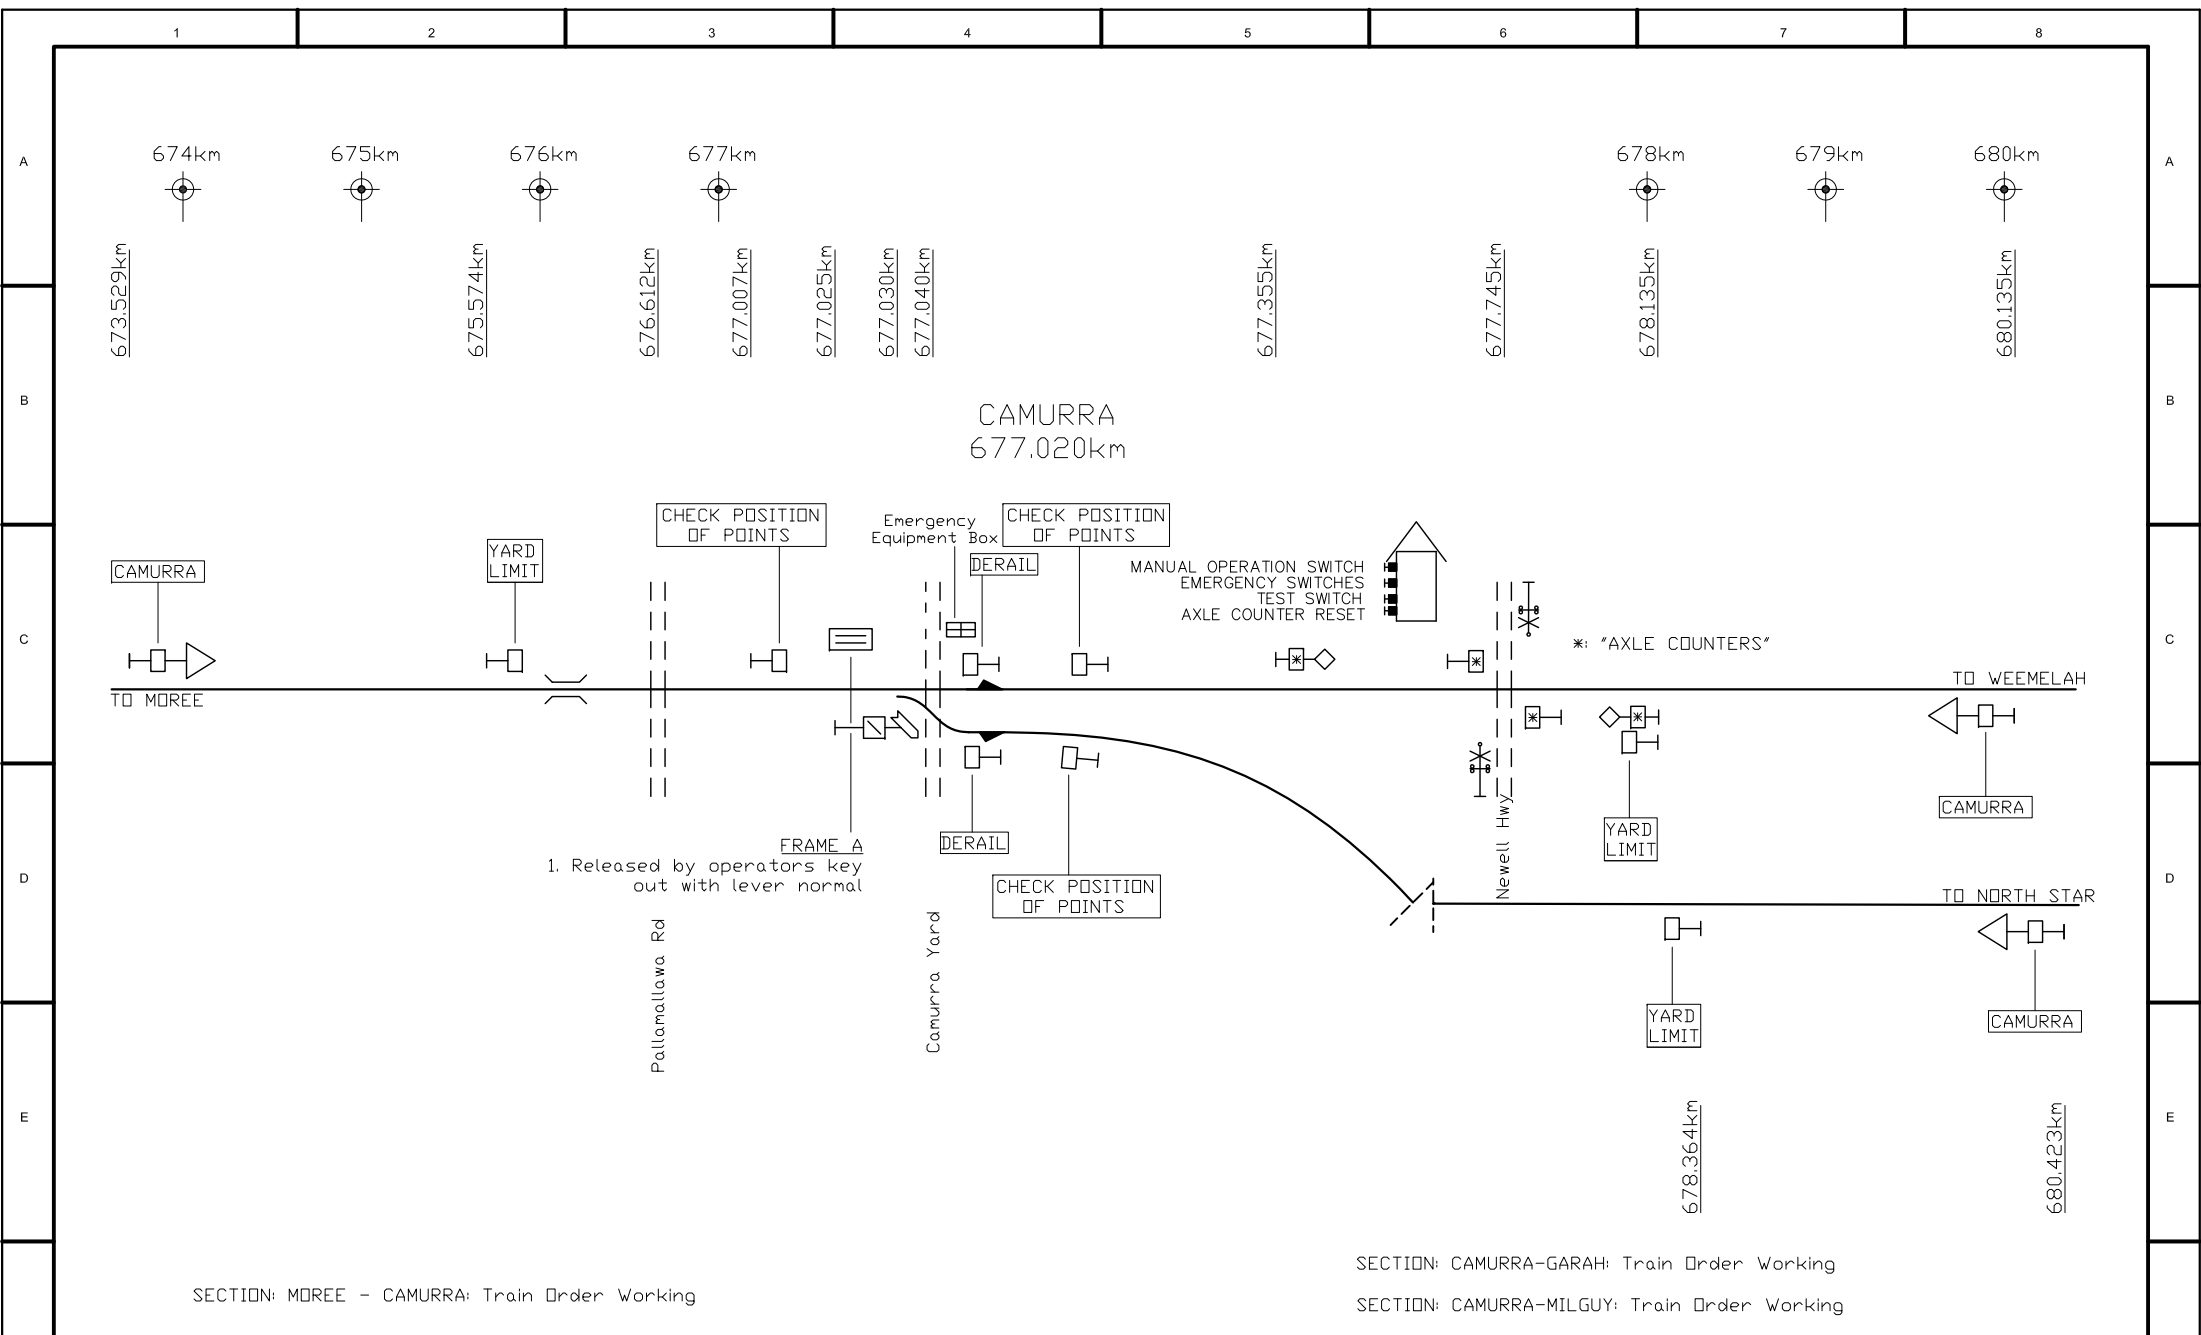 1 2 3 4 5 6 7 8
A A
674km 675km 676km 677km 678km 679km 680km
673.529km 675.574km 676.612km 677.007km 677.025km 677.030km 677.040km 677.355km 677.745km 678.135km 680.135km
B B
CAMURRA
677.020km
CHECK POSITION
OF POINTS
Emergency
Equipment Box
CHECK POSITION
OF POINTS
YARD
LIMIT
CAMURRA
DERAIL
MANUAL OPERATION SWITCH
EMERGENCY SWITCHES
TEST SWITCH
AXLE COUNTER RESET
C C
*: "AXLE COUNTERS"
TO MOREE
TO WEEMELAH
CAMURRA
YARD
LIMIT
DERAIL
FRAME A
1. Released by operators key
out with lever normal
CHECK POSITION
OF POINTS
Newell Hwy
D D
TO NORTH STAR
Pallamallawa Rd
Camurra Yard
YARD
LIMIT
CAMURRA
E E
678.364km
680.423km
SECTION: CAMURRA-GARAH: Train Order Working
SECTION: MOREE - CAMURRA: Train Order Working
SECTION: CAMURRA-MILGUY: Train Order Working